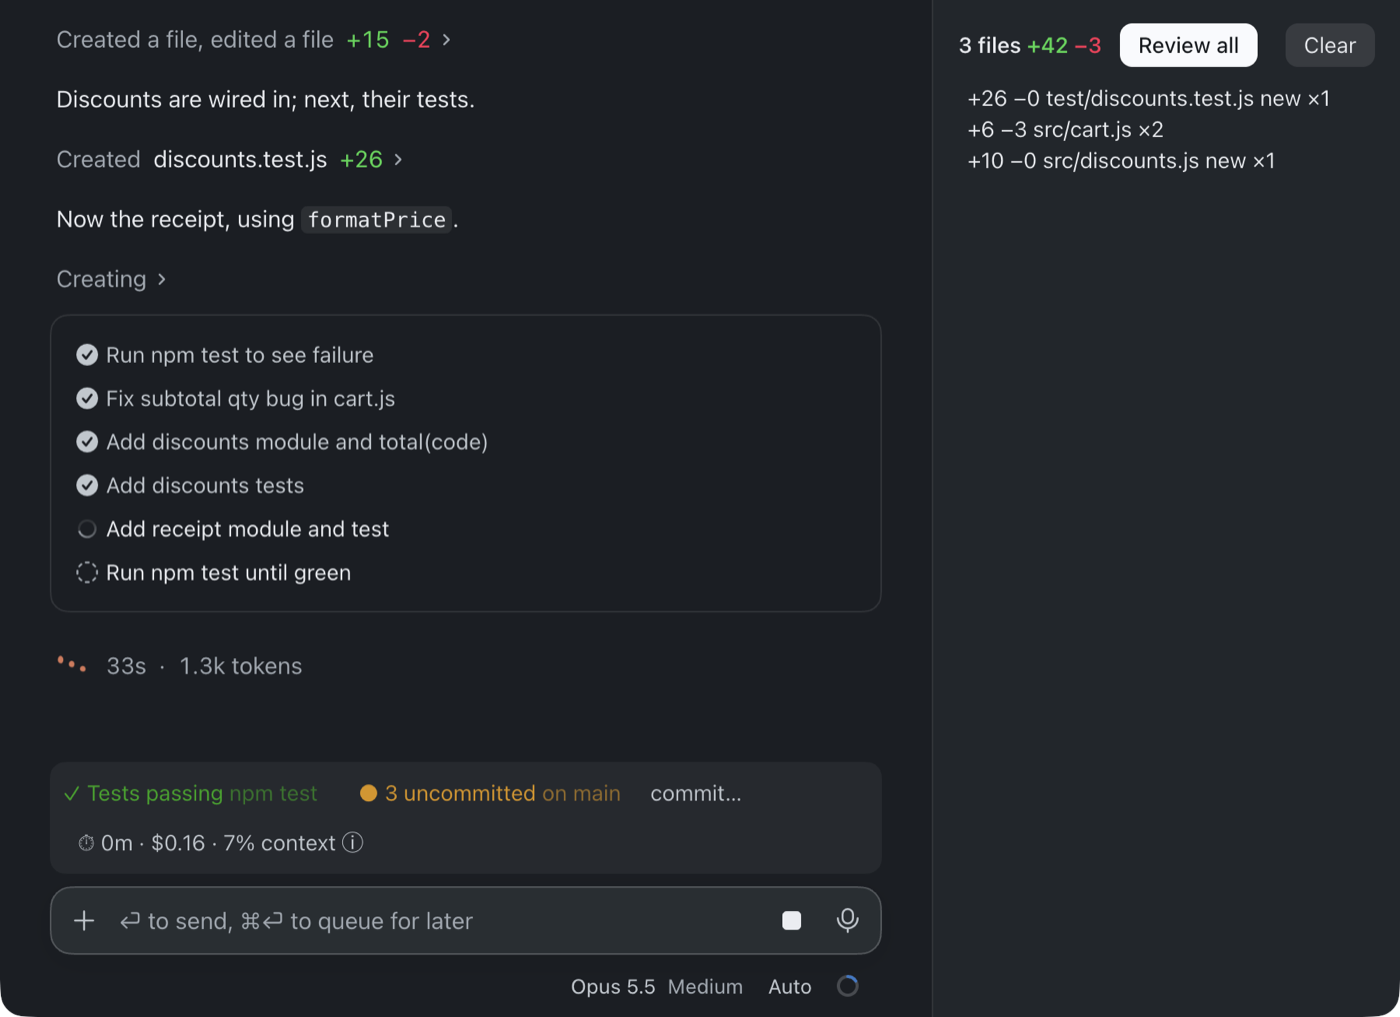 Created a file, edited a file +15 −2 ›
Discounts are wired in; next, their tests.
Created discounts.test.js +26 ›
Now the receipt, using formatPrice.
Creating ›
Run npm test to see failure
Fix subtotal qty bug in cart.js
Add discounts module and total(code)
Add discounts tests
Add receipt module and test
Run npm test until green
33s · 1.3k tokens
✓ Tests passing npm test 3 uncommitted on main commit...
0m · $0.16 · 7% context ⓘ
+ ⏎ to send, ⌘⏎ to queue for later
Opus 5.5 Medium Auto
3 files +42 −3 Review all Clear
+26 −0 test/discounts.test.js new ×1
+6 −3 src/cart.js ×2
+10 −0 src/discounts.js new ×1